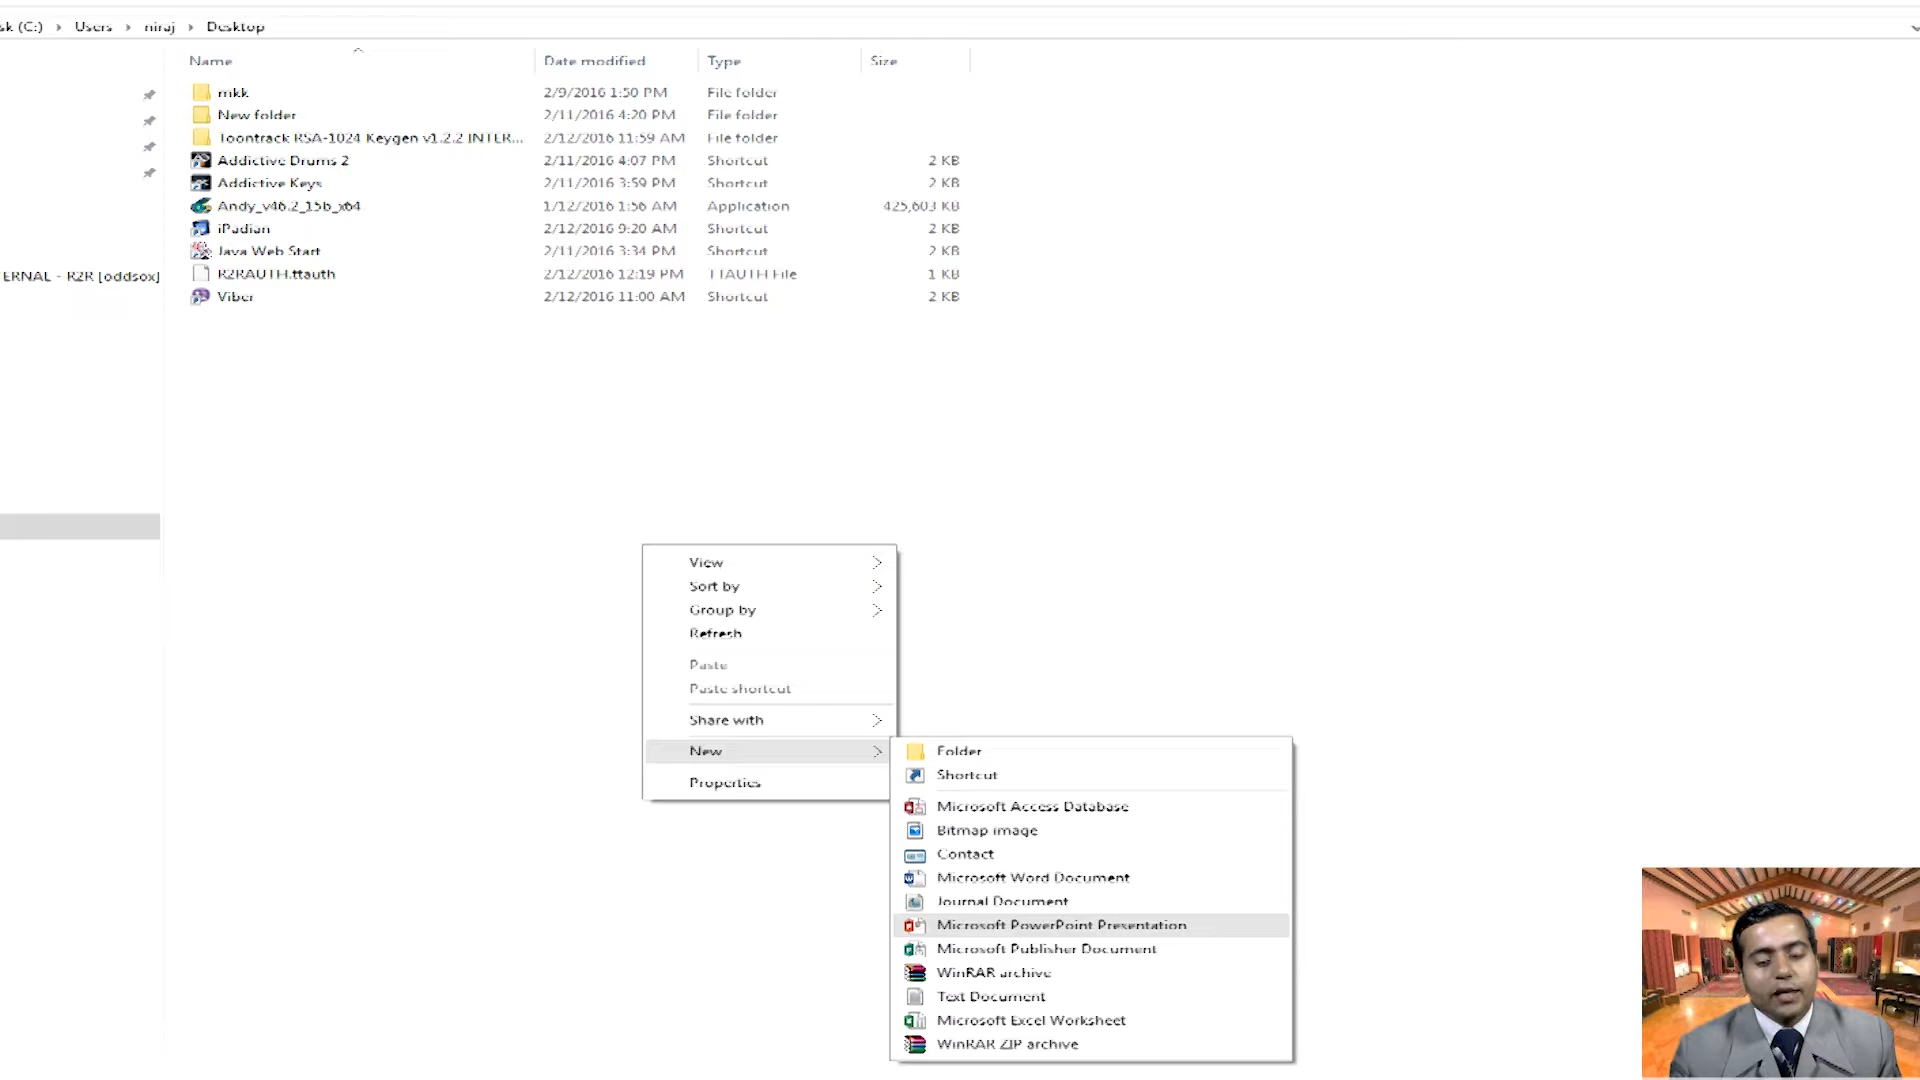 sk (C:) > Users > niraj > Desktop
Name Date modified Type Size
mkk 2/9/2016 1:50 PM File folder
New folder 2/11/2016 4:20 PM File folder
Toontrack RSA-1024 Keygen v1.2.2 INTER... 2/12/2016 11:59 AM File folder
Addictive Drums 2 2/11/2016 4:07 PM Shortcut 2 KB
Addictive Keys 2/11/2016 3:59 PM Shortcut 2 KB
Andy_v46.2_15b_x64 1/12/2016 1:56 AM Application 425,603 KB
iPadian 2/12/2016 9:20 AM Shortcut 2 KB
Java Web Start 2/11/2016 3:34 PM Shortcut 2 KB
ERNAL - R2R [oddsox]
R2RAUTH.ttauth 2/12/2016 12:19 PM TTAUTH File 1 KB
Viber 2/12/2016 11:00 AM Shortcut 2 KB
View
Sort by
Group by
Refresh
Paste
Paste shortcut
Share with
New
Properties
Folder
Shortcut
Microsoft Access Database
Bitmap image
Contact
Microsoft Word Document
Journal Document
Microsoft PowerPoint Presentation
Microsoft Publisher Document
WinRAR archive
Text Document
Microsoft Excel Worksheet
WinRAR ZIP archive